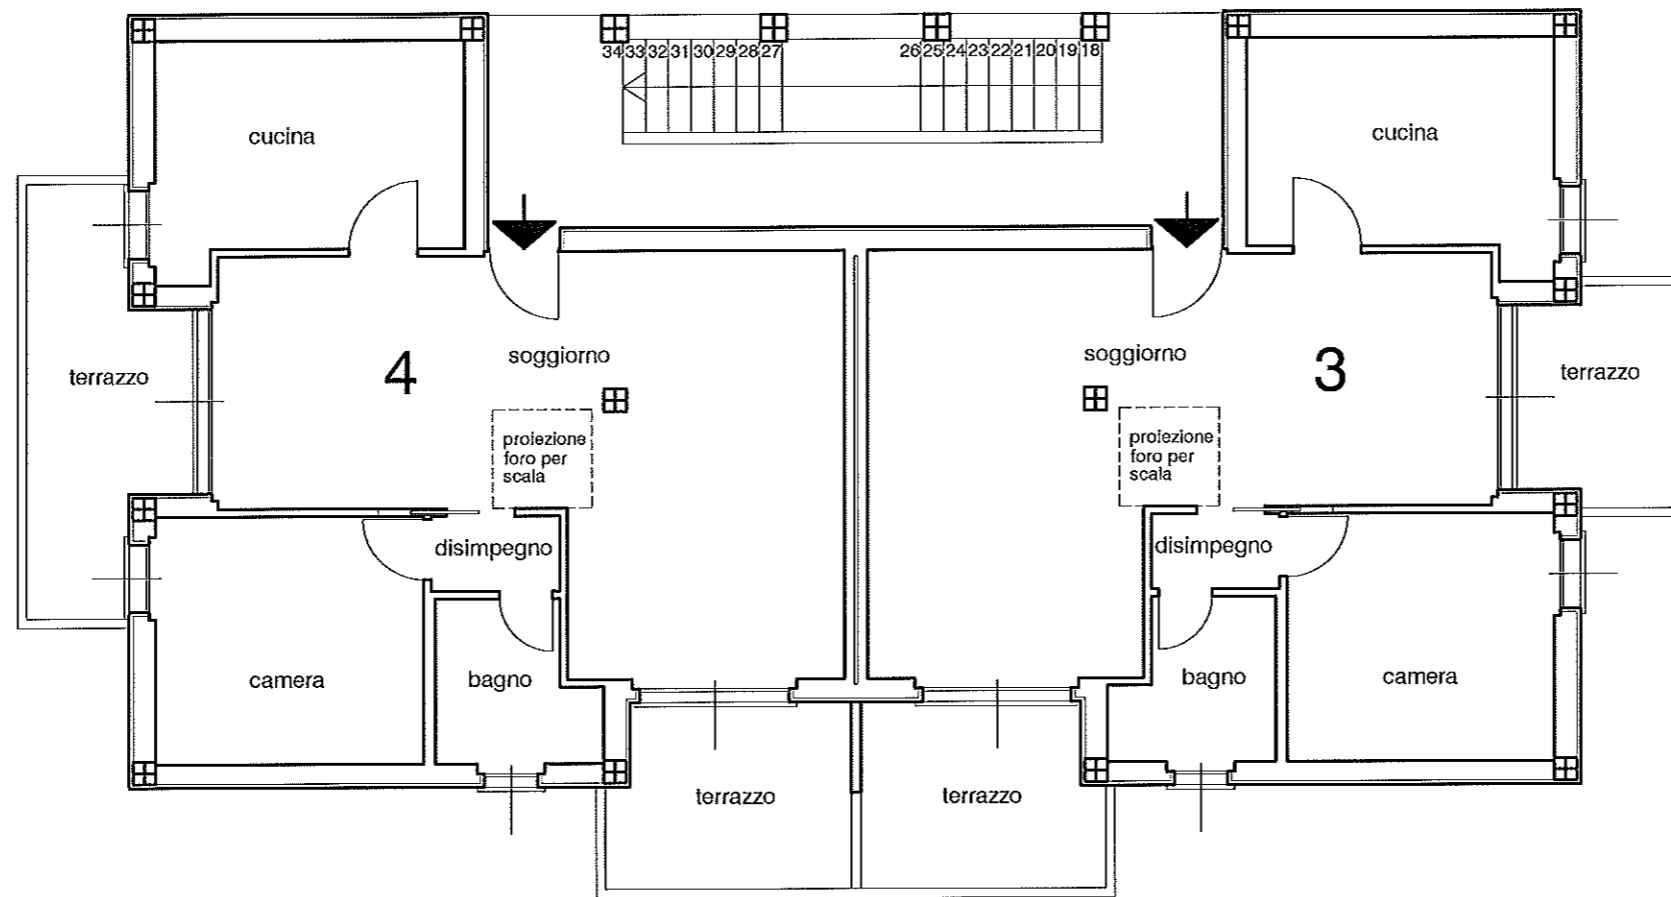 34 33 32 31 30 29 28 27 26 25 24 23 22 21 20 19 18
cucina
cucina
4
soggiorno
soggiorno
3
terrazzo
terrazzo
proiezione
foro per
scala
proiezione
foro per
scala
disimpegno
disimpegno
camera
bagno
bagno
camera
terrazzo
terrazzo